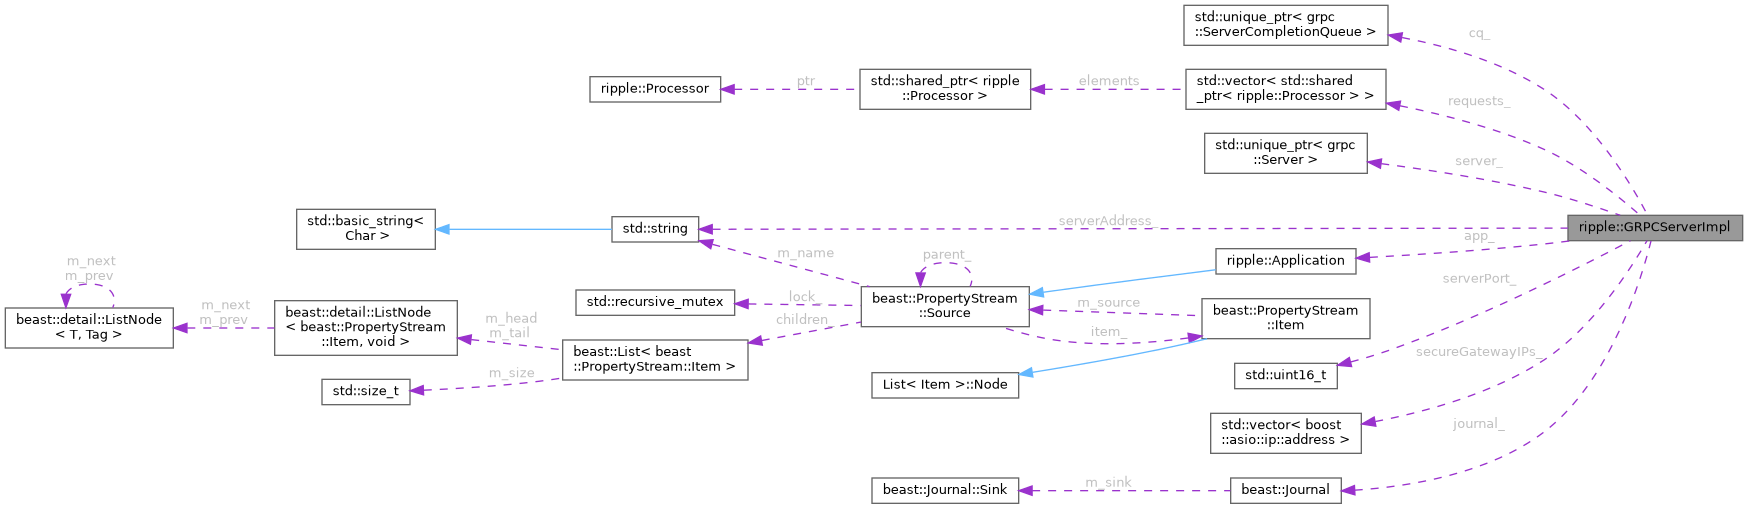 std::unique_ptr< grpc
::ServerCompletionQueue >
cq_
ripple::Processor
ptr
std::shared_ptr< ripple
::Processor >
elements
std::vector< std::shared
_ptr< ripple::Processor > >
requests_
std::unique_ptr< grpc
::Server >
server_
std::basic_string<
Char >
std::string
serverAddress_
ripple::GRPCServerImpl
app_
m_name
parent_
ripple::Application
m_next
m_prev
beast::detail::ListNode
< T, Tag >
m_next
m_prev
beast::detail::ListNode
< beast::PropertyStream
::Item, void >
m_head
m_tail
std::recursive_mutex
lock_
children_
beast::PropertyStream
::Source
m_source
item_
beast::PropertyStream
::Item
serverPort_
beast::List< beast
::PropertyStream::Item >
m_size
std::size_t
List< Item >::Node
std::uint16_t
secureGatewayIPs_
std::vector< boost
::asio::ip::address >
journal_
beast::Journal::Sink
m_sink
beast::Journal